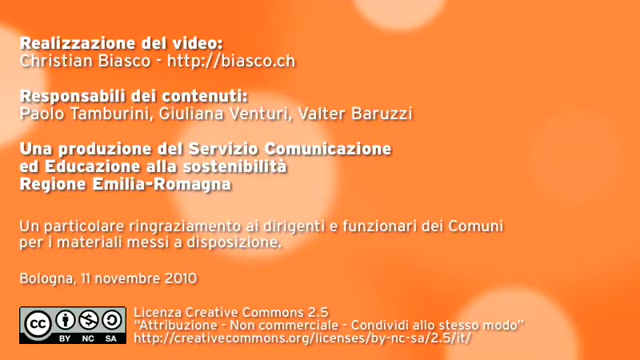 Realizzazione del video:
Christian Biasco - http://biasco.ch
Responsabili dei contenuti:
Paolo Tamburini, Giuliana Venturi, Valter Baruzzi
Una produzione del Servizio Comunicazione
ed Educazione alla sostenibilità
Regione Emilia-Romagna
Un particolare ringraziamento ai dirigenti e funzionari dei Comuni
per i materiali messi a disposizione.
Bologna, 11 novembre 2010
cc BY NC SA
Licenza Creative Commons 2.5
"Attribuzione - Non commerciale - Condividi allo stesso modo"
http://creativecommons.org/licenses/by-nc-sa/2.5/it/